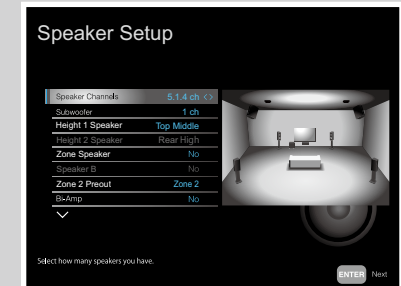 Speaker Setup
Speaker Channels 5.1.4 ch <>
Subwoofer 1 ch
Height 1 Speaker Top Middle
Height 2 Speaker Rear High
Zone Speaker No
Speaker B No
Zone 2 Preout Zone 2
Bi-Amp No
Select how many speakers you have.
ENTER Next